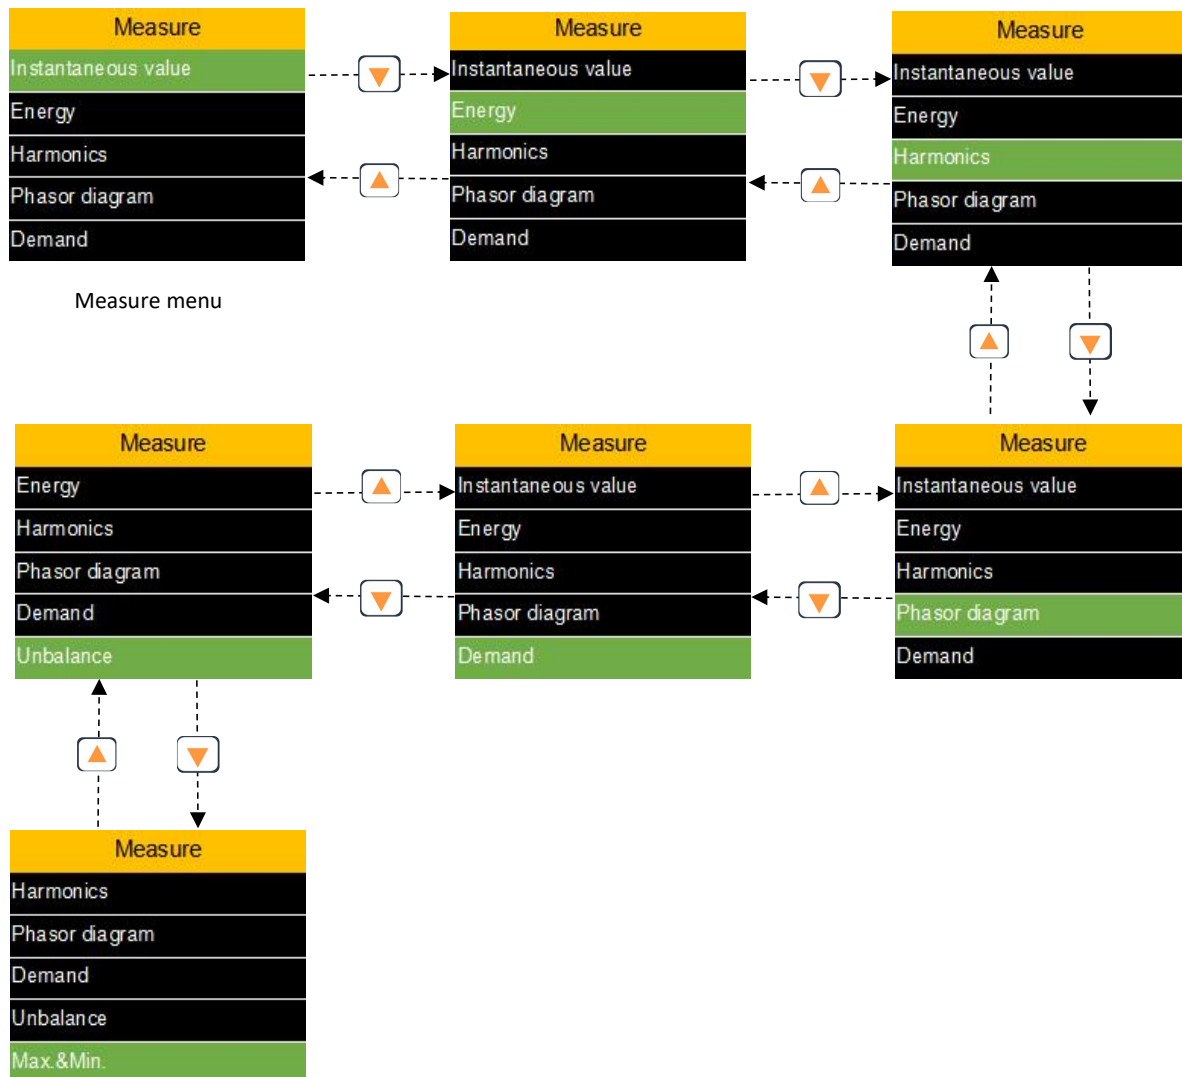 Measure
Instantaneous value
Energy
Harmonics
Phasor diagram
Demand
Measure
Instantaneous value
Energy
Harmonics
Phasor diagram
Demand
Measure
Instantaneous value
Energy
Harmonics
Phasor diagram
Demand
Measure menu
Measure
Energy
Harmonics
Phasor diagram
Demand
Unbalance
Measure
Instantaneous value
Energy
Harmonics
Phasor diagram
Demand
Measure
Instantaneous value
Energy
Harmonics
Phasor diagram
Demand
Measure
Harmonics
Phasor diagram
Demand
Unbalance
Max.&Min.